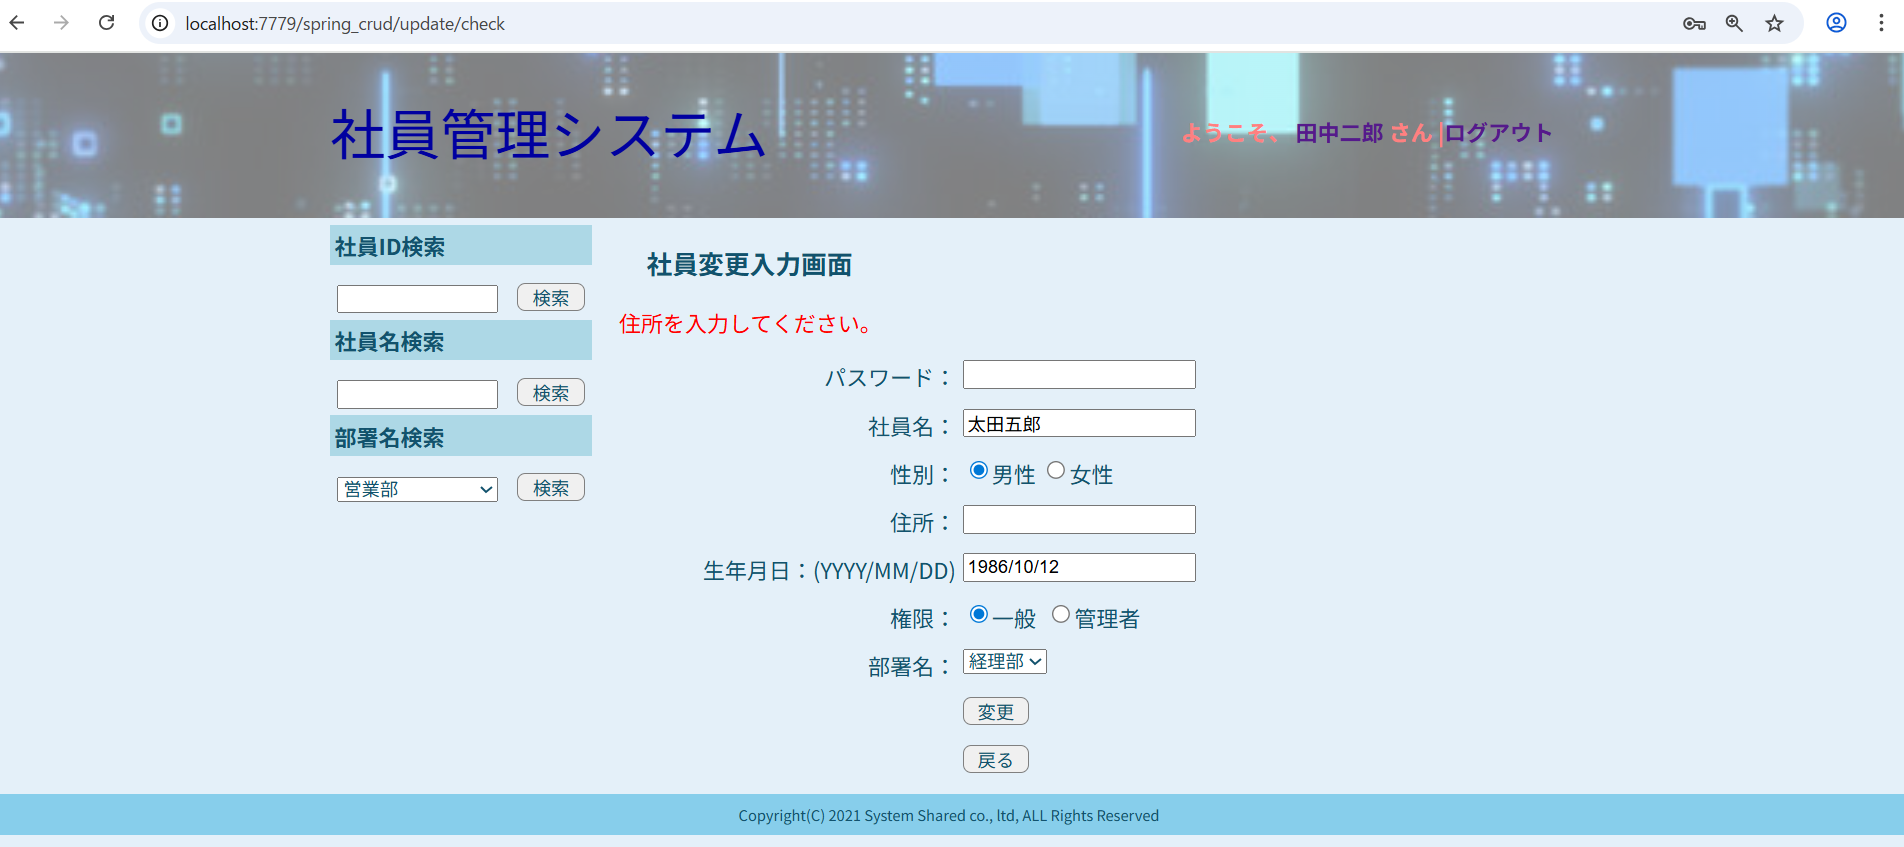 localhost:7779/spring_crud/update/check
社員管理システム
ようこそ、 田中二郎 さん |ログアウト
社員ID検索
検索
社員名検索
検索
部署名検索
営業部 検索
社員変更入力画面
住所を入力してください。
パスワード：
社員名： 太田五郎
性別： 男性 女性
住所：
生年月日：(YYYY/MM/DD) 1986/10/12
権限： 一般 管理者
部署名： 経理部
変更
戻る
Copyright(C) 2021 System Shared co., ltd, ALL Rights Reserved